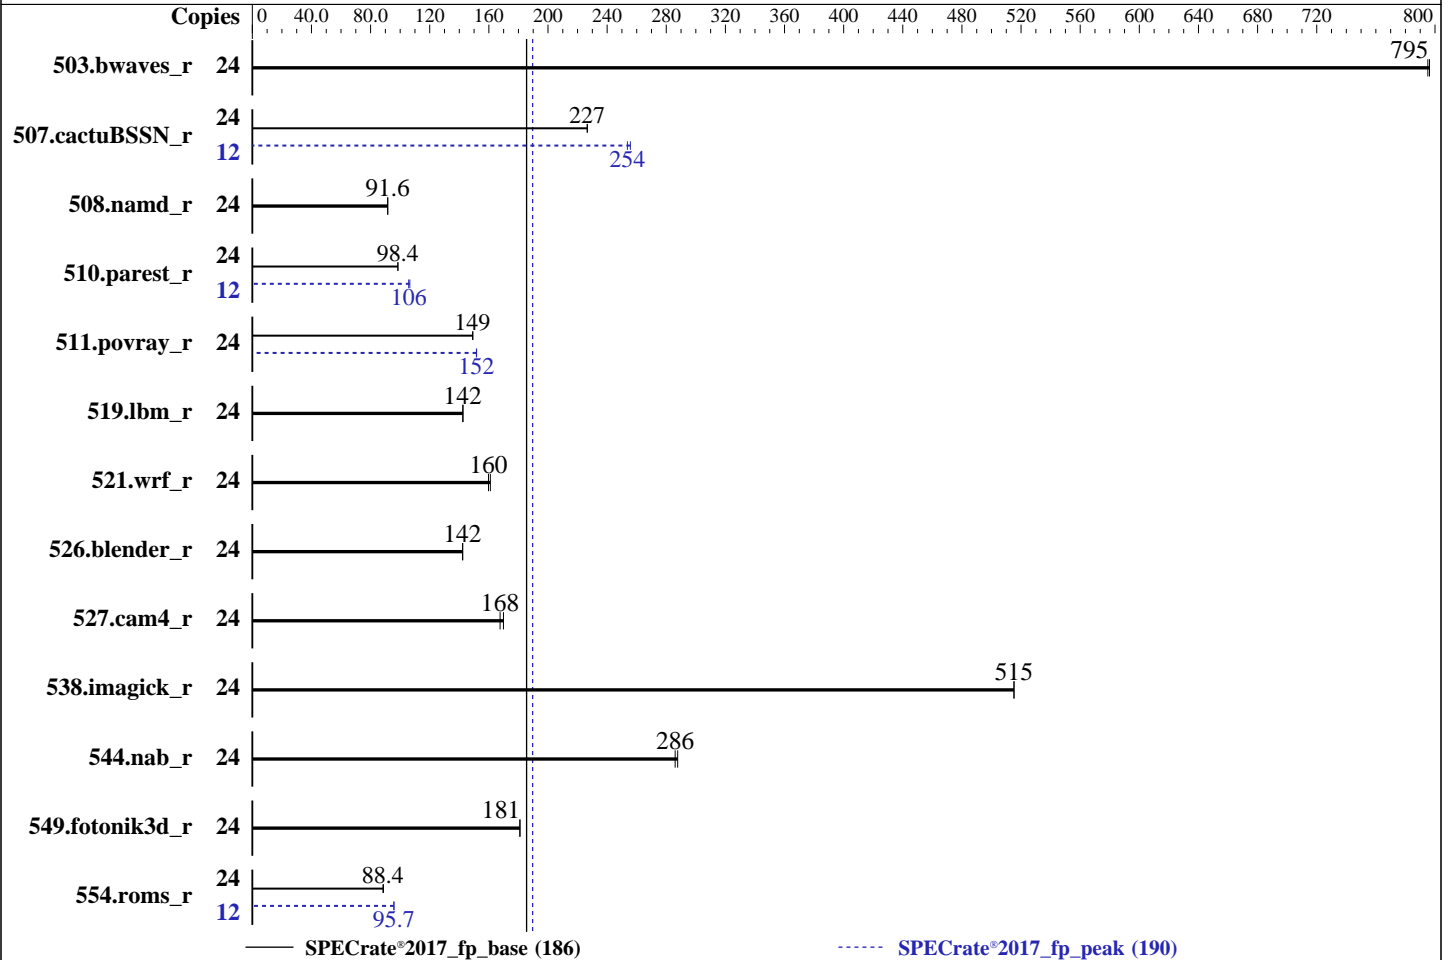 Copies 0 40.0 80.0 120 160 200 240 280 320 360 400 440 480 520 560 600 640 680 720 800
503.bwaves_r 24 795
507.cactuBSSN_r 24 227
12 254
508.namd_r 24 91.6
510.parest_r 24 98.4
12 106
511.povray_r 24 149
152
519.lbm_r 24 142
521.wrf_r 24 160
526.blender_r 24 142
527.cam4_r 24 168
538.imagick_r 24 515
544.nab_r 24 286
549.fotonik3d_r 24 181
554.roms_r 24 88.4
12 95.7
SPECrate®2017_fp_base (186) SPECrate®2017_fp_peak (190)